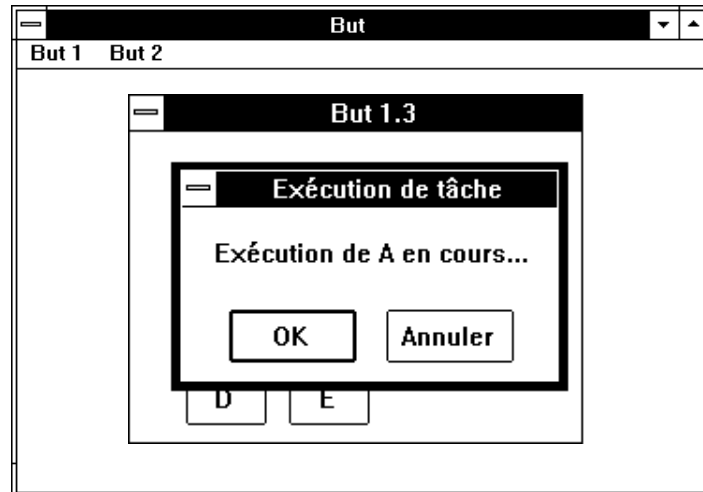 But
But 1 But 2
But 1.3
Exécution de tâche
Exécution de A en cours...
OK Annuler
D E